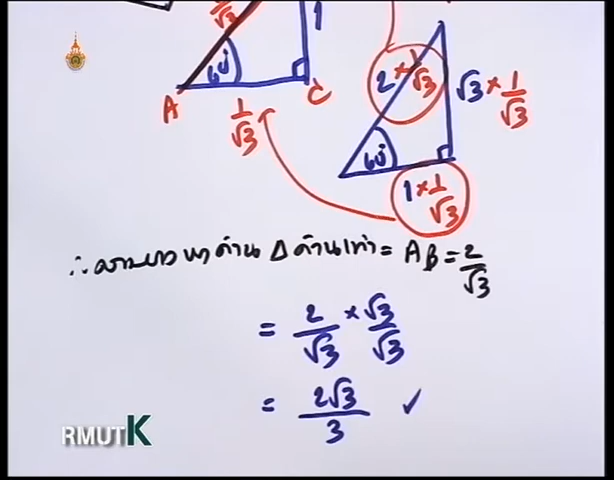 2/√3
1
60°
A
C
1/√3
2 × 1/√3
√3 × 1/√3
60°
1 × 1/√3
∴ ความยาวของด้าน Δ ด้านเท่า = AB = 2/√3
= 2/√3 × √3/√3
= 2√3/3 ✓
RMUTK